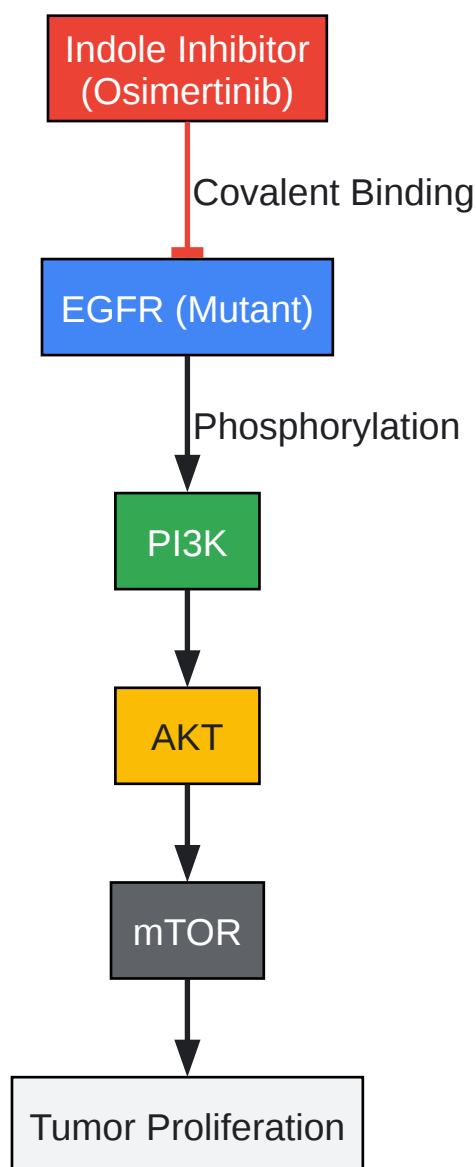 Indole Inhibitor
(Osimertinib)
Covalent Binding
EGFR (Mutant)
Phosphorylation
PI3K
AKT
mTOR
Tumor Proliferation